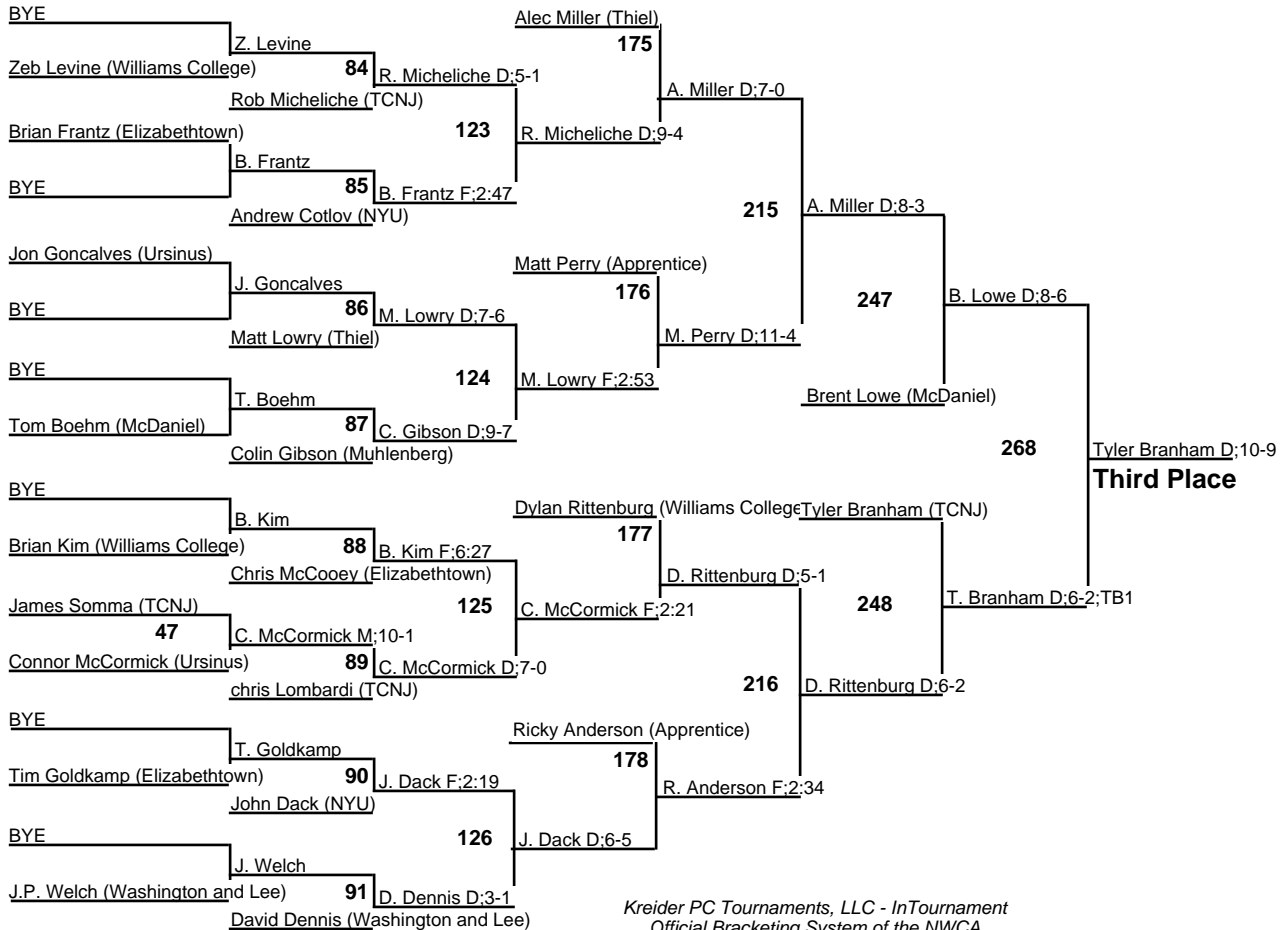 BYE
Alec Miller (Thiel)
Z. Levine
175
Zeb Levine (Williams College)
84
R. Micheliche D;5-1
A. Miller D;7-0
Rob Micheliche (TCNJ)
Brian Frantz (Elizabethtown)
123
R. Micheliche D;9-4
B. Frantz
BYE
85
B. Frantz F;2:47
215
A. Miller D;8-3
Andrew Cotlov (NYU)
Jon Goncalves (Ursinus)
Matt Perry (Apprentice)
J. Goncalves
176
247
B. Lowe D;8-6
BYE
86
M. Lowry D;7-6
Matt Lowry (Thiel)
M. Perry D;11-4
BYE
124
M. Lowry F;2:53
T. Boehm
Brent Lowe (McDaniel)
Tom Boehm (McDaniel)
87
C. Gibson D;9-7
Colin Gibson (Muhlenberg)
268
Tyler Branham D;10-9
Third Place
BYE
Dylan Rittenburg (Williams College
Tyler Branham (TCNJ)
B. Kim
177
Brian Kim (Williams College)
88
B. Kim F;6:27
Chris McCooey (Elizabethtown)
D. Rittenburg D;5-1
James Somma (TCNJ)
125
C. McCormick F;2:21
248
T. Branham D;6-2;TB1
47
C. McCormick M;10-1
Connor McCormick (Ursinus)
89
C. McCormick D;7-0
chris Lombardi (TCNJ)
216
D. Rittenburg D;6-2
BYE
Ricky Anderson (Apprentice)
T. Goldkamp
178
Tim Goldkamp (Elizabethtown)
90
J. Dack F;2:19
R. Anderson F;2:34
John Dack (NYU)
BYE
126
J. Dack D;6-5
J. Welch
J.P. Welch (Washington and Lee)
91
D. Dennis D;3-1
David Dennis (Washington and Lee)
Kreider PC Tournaments, LLC - InTournament
Official Bracketing System of the NWCA